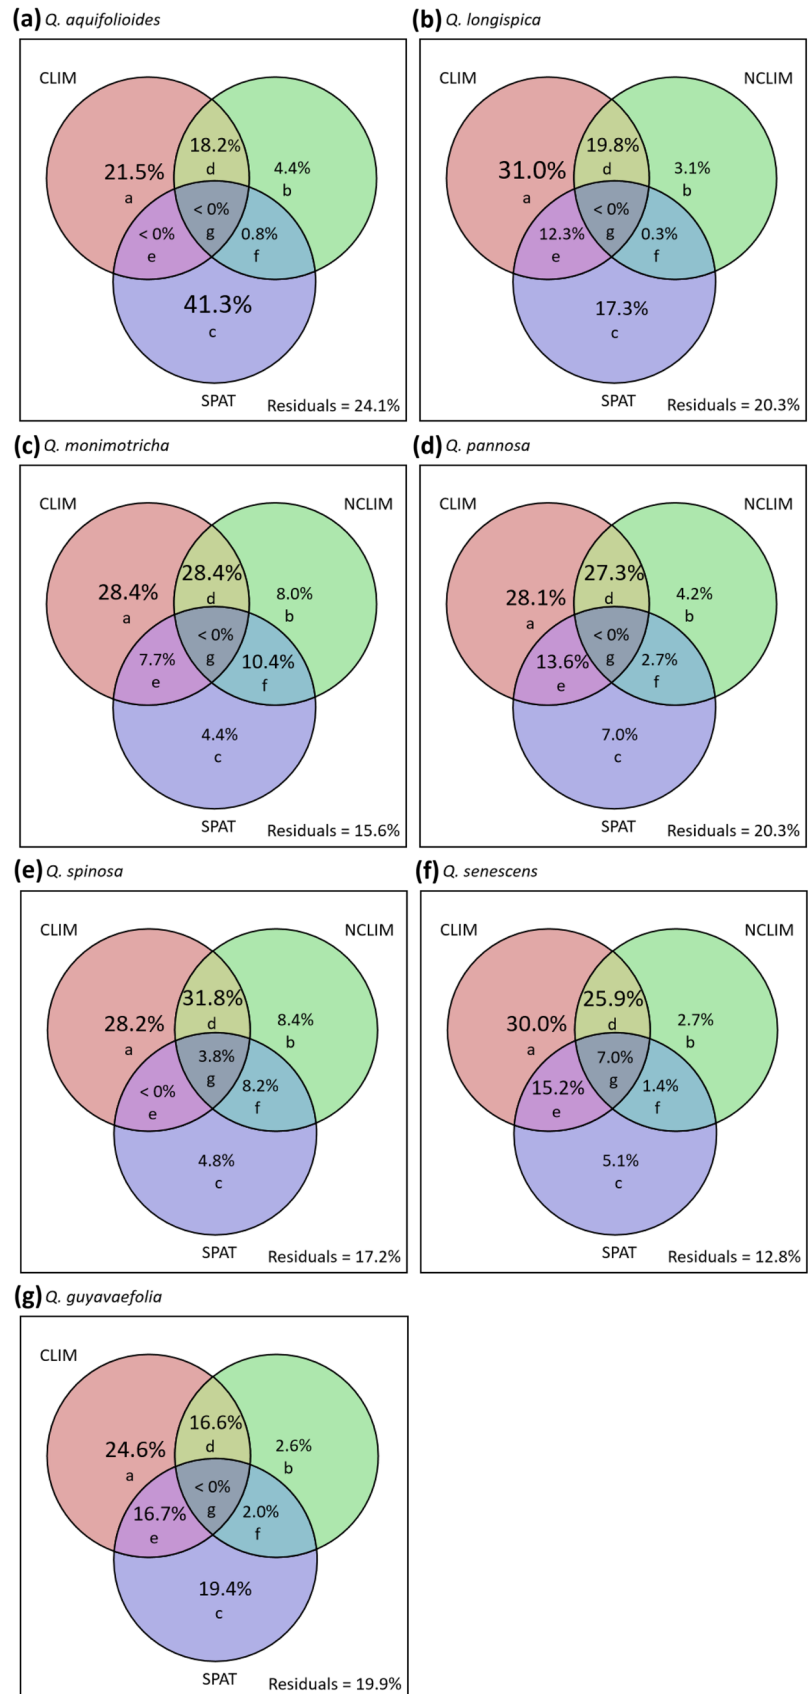 (a) Q. aquifolioides
CLIM
18.2%
d
21.5%
a
4.4%
b
< 0%
g
< 0%
e
0.8%
f
41.3%
c
SPAT
Residuals = 24.1%
(b) Q. longispica
CLIM
NCLIM
19.8%
d
31.0%
a
3.1%
b
< 0%
g
12.3%
e
0.3%
f
17.3%
c
SPAT
Residuals = 20.3%
(c) Q. monimotricha
CLIM
NCLIM
28.4%
d
28.4%
a
8.0%
b
< 0%
g
7.7%
e
10.4%
f
4.4%
c
SPAT
Residuals = 15.6%
(d) Q. pannosa
CLIM
NCLIM
27.3%
d
28.1%
a
4.2%
b
< 0%
g
13.6%
e
2.7%
f
7.0%
c
SPAT
Residuals = 20.3%
(e) Q. spinosa
CLIM
NCLIM
31.8%
d
28.2%
a
8.4%
b
3.8%
g
< 0%
e
8.2%
f
4.8%
c
SPAT
Residuals = 17.2%
(f) Q. senescens
CLIM
NCLIM
25.9%
d
30.0%
a
2.7%
b
7.0%
g
15.2%
e
1.4%
f
5.1%
c
SPAT
Residuals = 12.8%
(g) Q. guyavaefolia
CLIM
16.6%
d
24.6%
a
2.6%
b
< 0%
g
16.7%
e
2.0%
f
19.4%
c
SPAT
Residuals = 19.9%